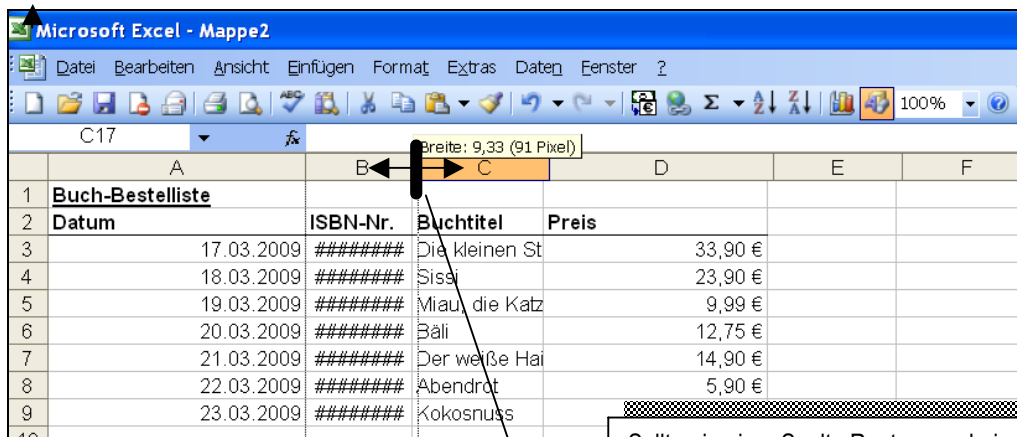 Microsoft Excel - Mappe2
Datei Bearbeiten Ansicht Einfügen Format Extras Daten Fenster ?
100%
C17 fx
Breite: 9,33 (91 Pixel)
A B C D E F
1 Buch-Bestelliste
2 Datum ISBN-Nr. Buchtitel Preis
3 17.03.2009 ######## Die kleinen St 33,90 €
4 18.03.2009 ######## Sissi 23,90 €
5 19.03.2009 ######## Miau, die Katz 9,99 €
6 20.03.2009 ######## Bäli 12,75 €
7 21.03.2009 ######## Der weiße Hai 14,90 €
8 22.03.2009 ######## Abendrot 5,90 €
9 23.03.2009 ######## Kokosnuss